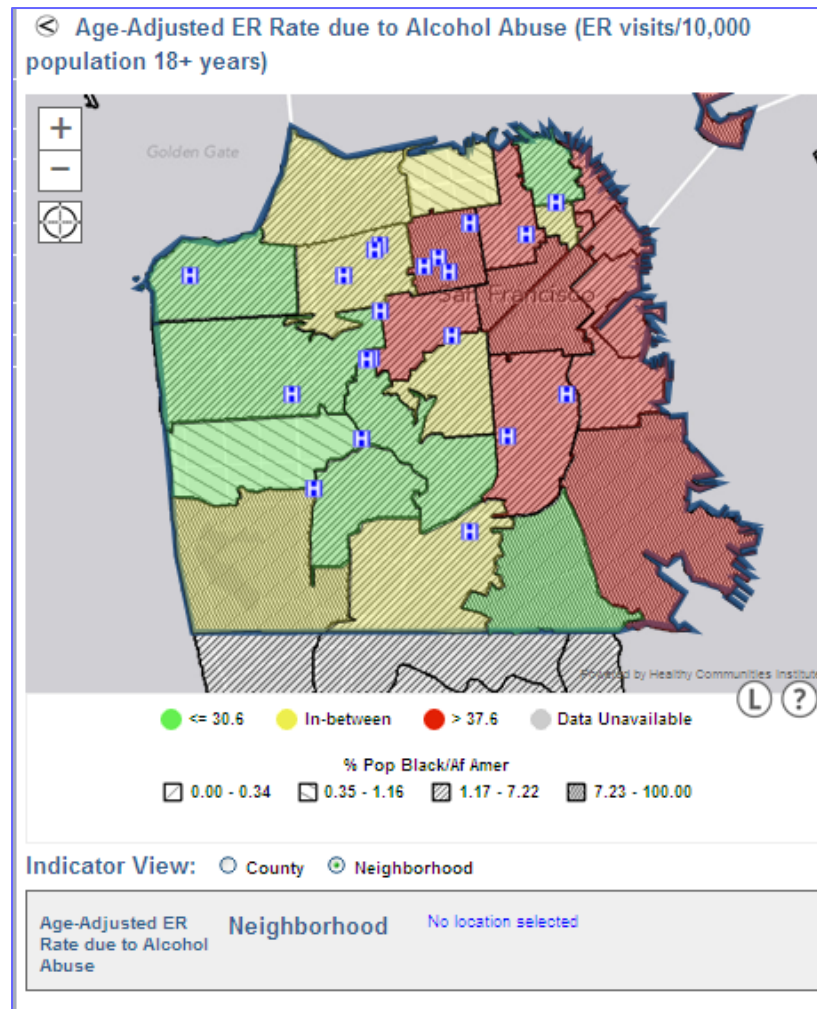 Age-Adjusted ER Rate due to Alcohol Abuse (ER visits/10,000
population 18+ years)
+
Golden Gate
−
H
H
H
H
H
H
H
H
H
San Francisco
H
H
H
H
H
H
H
H
H
Powered by Healthy Communities Institute
L ?
<= 30.6 In-between > 37.6 Data Unavailable
% Pop Black/Af Amer
0.00 - 0.34 0.35 - 1.16 1.17 - 7.22 7.23 - 100.00
Indicator View: County Neighborhood
Age-Adjusted ER
Rate due to Alcohol
Abuse
Neighborhood
No location selected